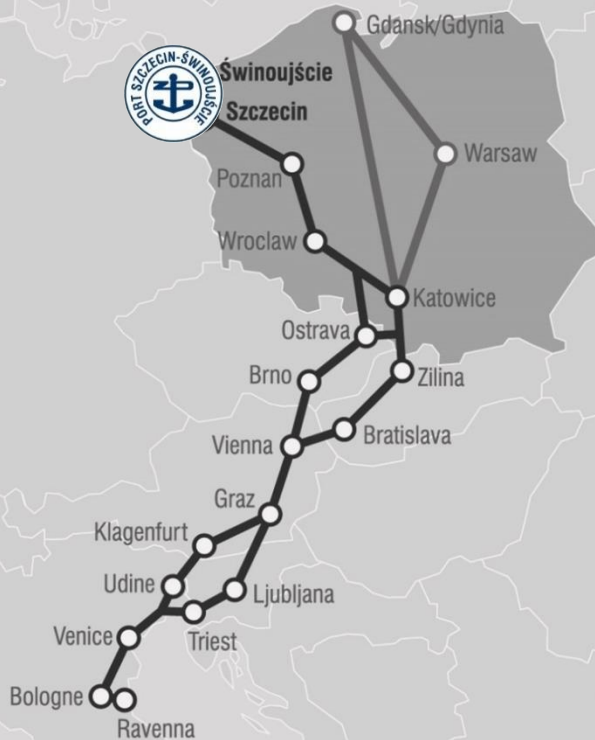 Gdańsk/Gdynia
PORT SZCZECIN-ŚWINOUJŚCIE
Świnoujście
Szczecin
Warsaw
Poznan
Wroclaw
Katowice
Ostrava
Brno
Zilina
Bratislava
Vienna
Graz
Klagenfurt
Udine
Ljubljana
Venice
Triest
Bologne
Ravenna